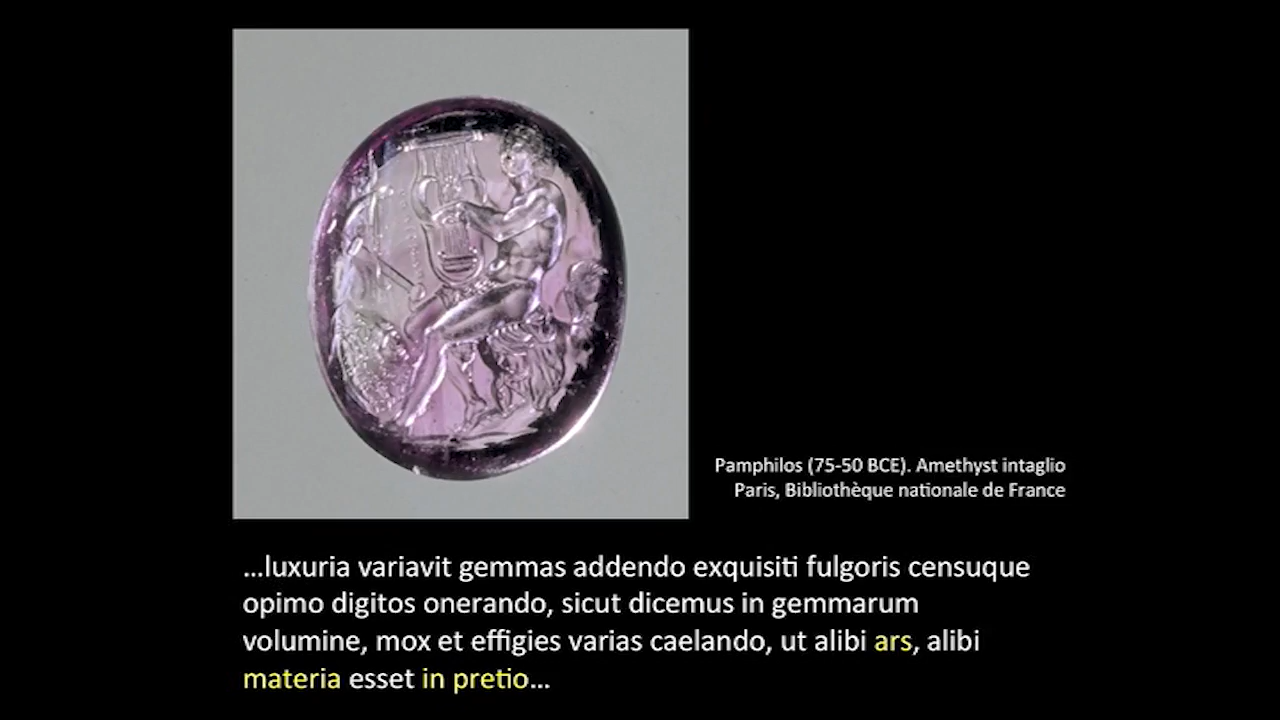 Pamphilos (75-50 BCE). Amethyst intaglio
Paris, Bibliothèque nationale de France
...luxuria variavit gemmas addendo exquisiti fulgoris censuque
opimo digitos onerando, sicut dicemus in gemmarum
volumine, mox et effigies varias caelando, ut alibi ars, alibi
materia esset in pretio...